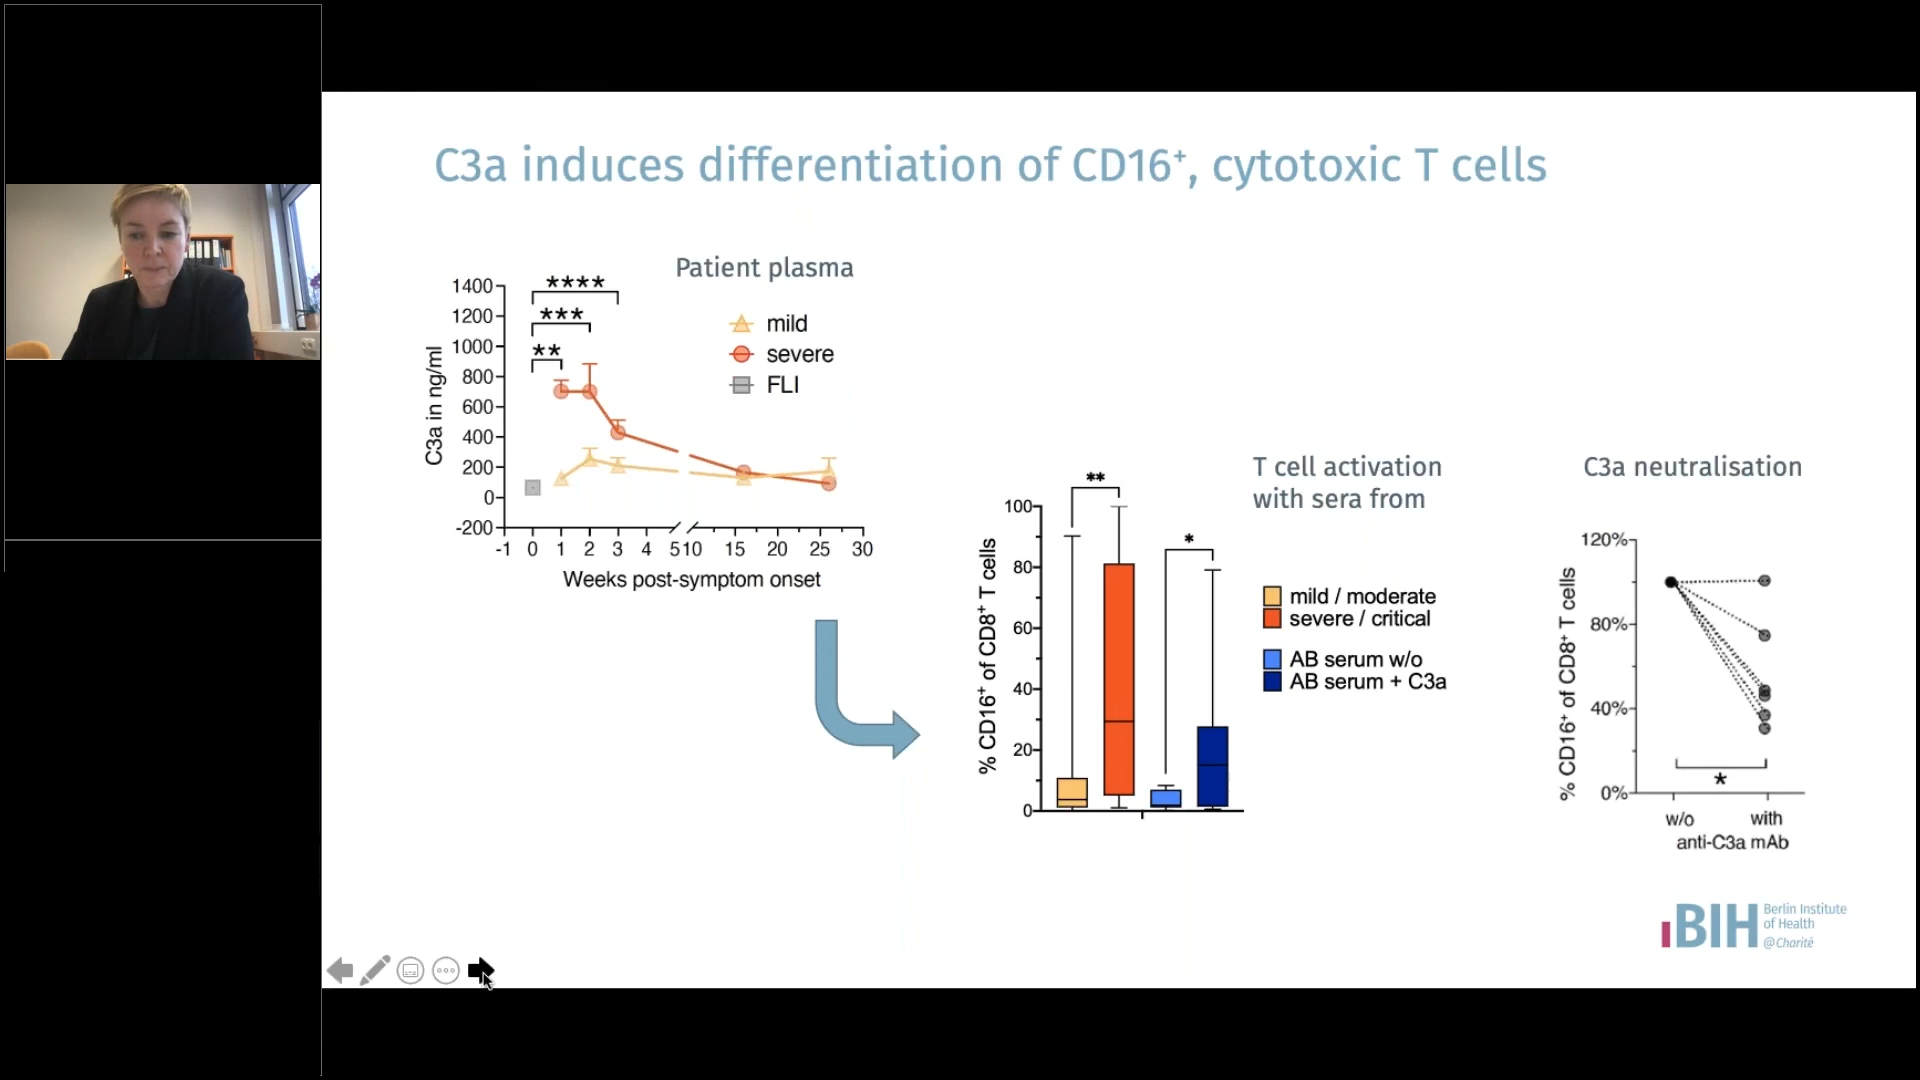 C3a induces differentiation of CD16⁺, cytotoxic T cells
Patient plasma
****
***
**
mild
severe
FLI
C3a in ng/ml
1400
1200
1000
800
600
400
200
0
-200
-1 0 1 2 3 4 5 10 15 20 25 30
Weeks post-symptom onset
T cell activation
with sera from
**
*
% CD16⁺ of CD8⁺ T cells
100
80
60
40
20
0
mild / moderate
severe / critical
AB serum w/o
AB serum + C3a
C3a neutralisation
% CD16⁺ of CD8⁺ T cells
120%
80%
40%
0%
*
w/o with
anti-C3a mAb
BIH Berlin Institute
of Health
@Charité